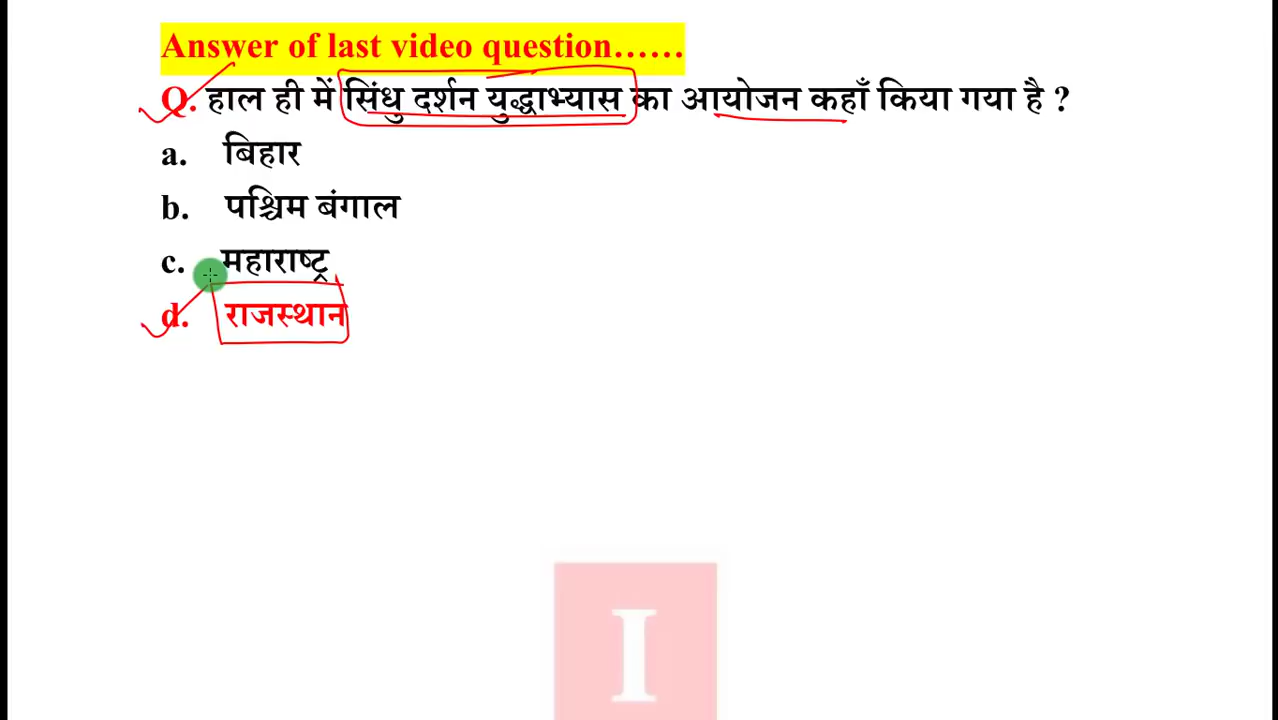 Answer of last video question......
Q. हाल ही में सिंधु दर्शन युद्धाभ्यास का आयोजन कहाँ किया गया है ?
a. बिहार
b. पश्चिम बंगाल
c. महाराष्ट्र
d. राजस्थान
I